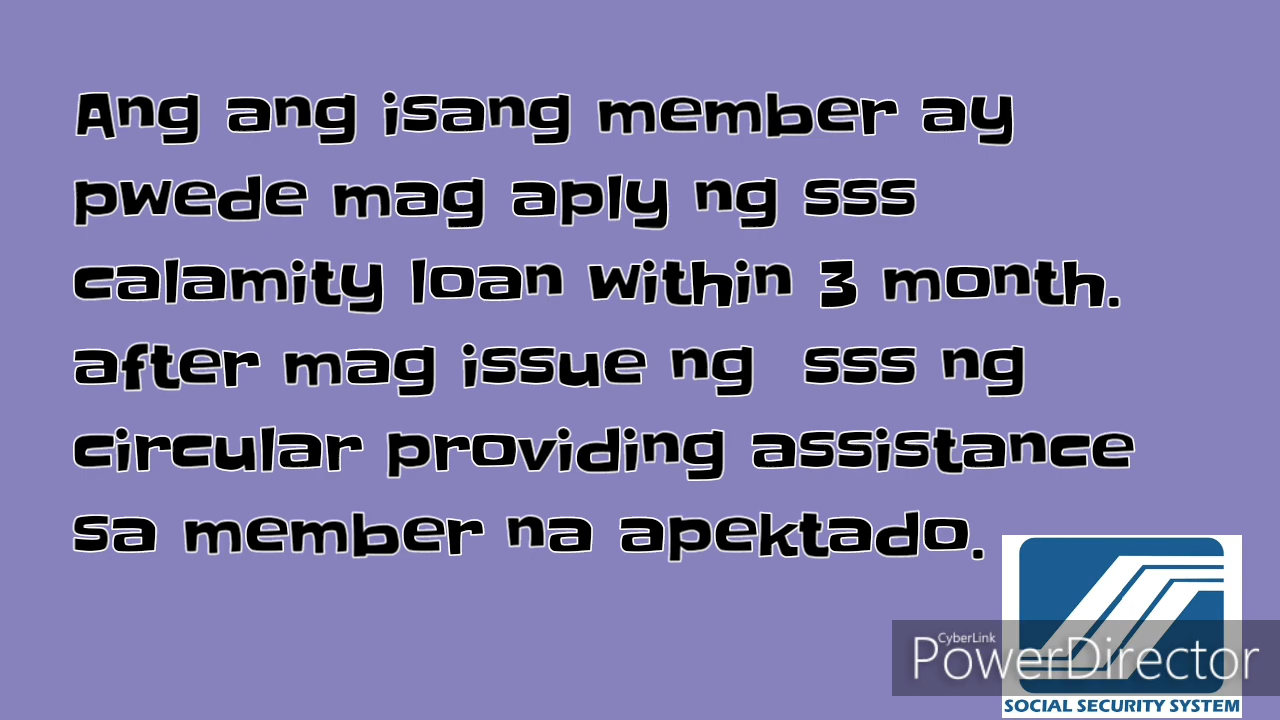 Ang ang isang member ay
pwede mag aply ng sss
calamity loan within 3 month.
after mag issue ng  sss ng
circular providing assistance
sa member na apektado.
CyberLink
PowerDirector
SOCIAL SECURITY SYSTEM